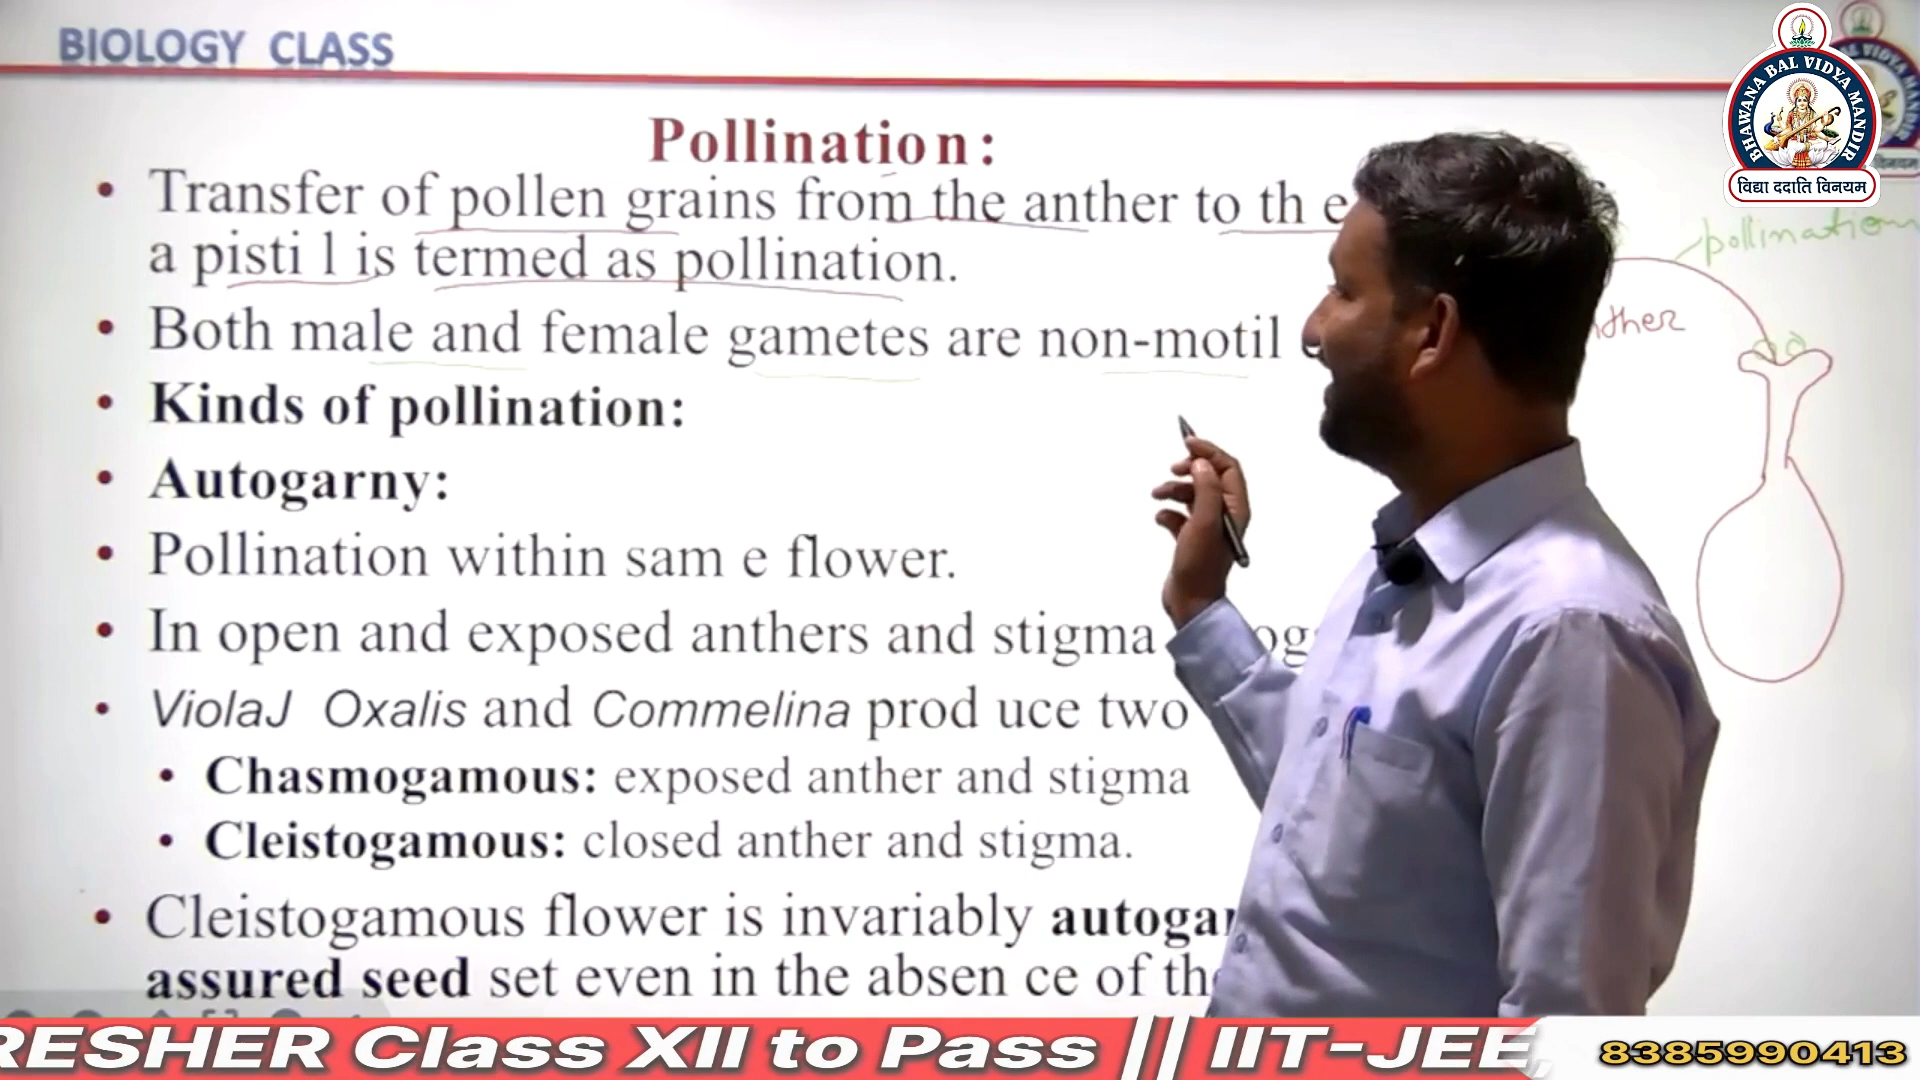 BIOLOGY CLASS
BHAWANA BAL VIDYA MANDIR
विद्या ददाति विनयम
Pollination:
• Transfer of pollen grains from the anther to th e
a pisti l is termed as pollination.
pollination
• Both male and female gametes are non-motil
ther
• Kinds of pollination:
• Autogarny:
• Pollination within sam e flower.
• In open and exposed anthers and stigma
• ViolaJ Oxalis and Commelina prod uce two
• Chasmogamous: exposed anther and stigma
• Cleistogamous: closed anther and stigma.
• Cleistogamous flower is invariably autoga
assured seed set even in the absen ce of th
RESHER Class XII to Pass || IIT-JEE,
8385990413